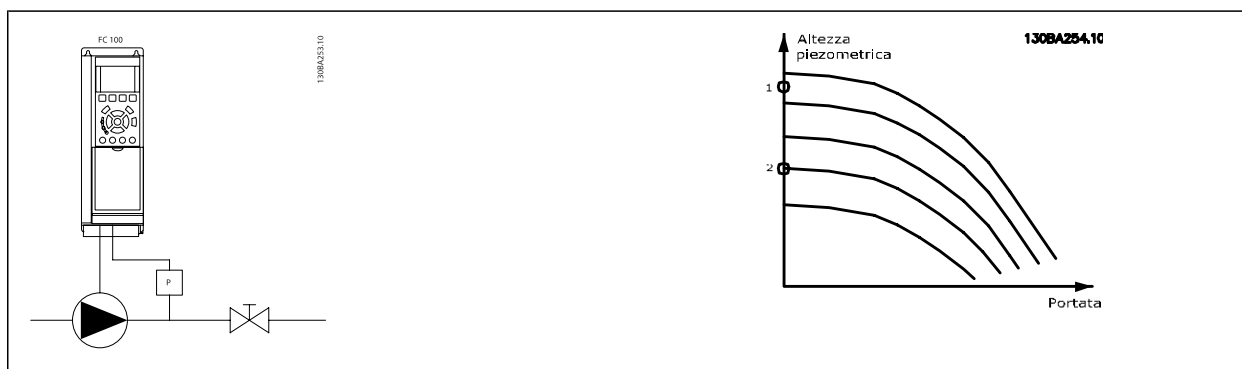 FC 100
130BA253.10
P
Altezza
piezometrica
130BA254.10
1
2
Portata